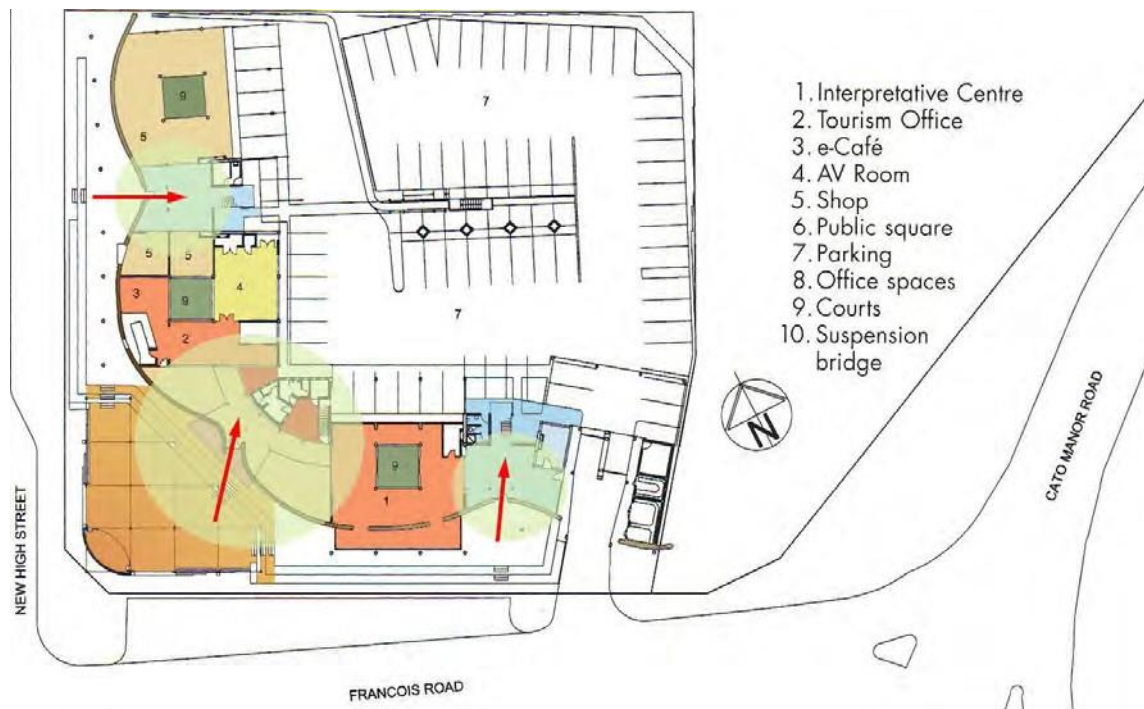 1. Interpretative Centre
2. Tourism Office
3. e-Café
4. AV Room
5. Shop
6. Public square
7. Parking
8. Office spaces
9. Courts
10. Suspension
bridge
9
7
5
5
5
3
9
4
7
2
9
1
N
NEW HIGH STREET
CATO MANOR ROAD
FRANCOIS ROAD